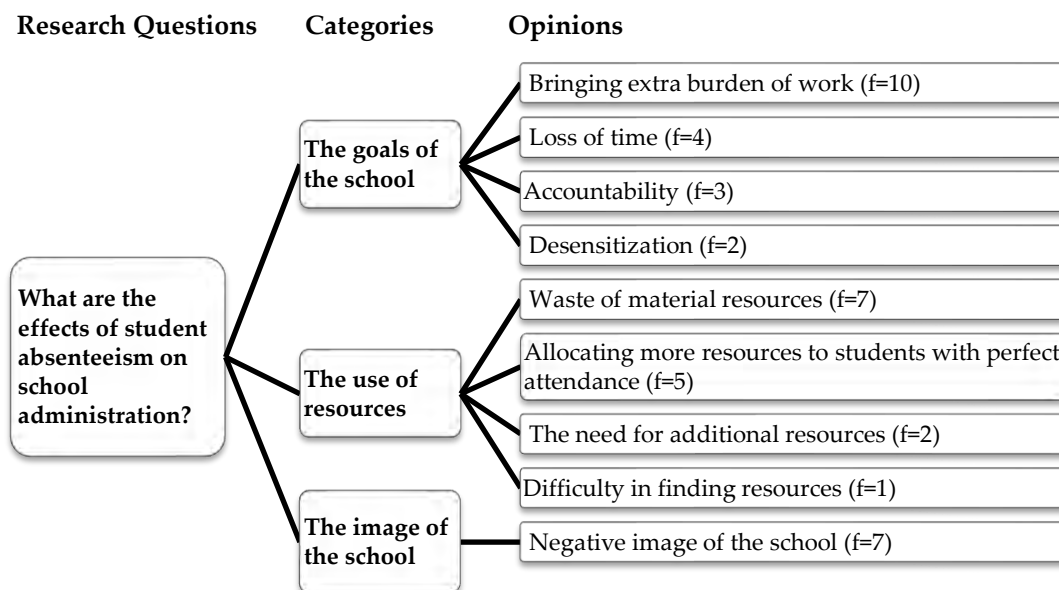 Research Questions Categories Opinions
What are the
effects of student
absenteeism on
school
administration?
The goals of
the school
Bringing extra burden of work (f=10)
Loss of time (f=4)
Accountability (f=3)
Desensitization (f=2)
The use of
resources
Waste of material resources (f=7)
Allocating more resources to students with perfect
attendance (f=5)
The need for additional resources (f=2)
Difficulty in finding resources (f=1)
The image of
the school
Negative image of the school (f=7)